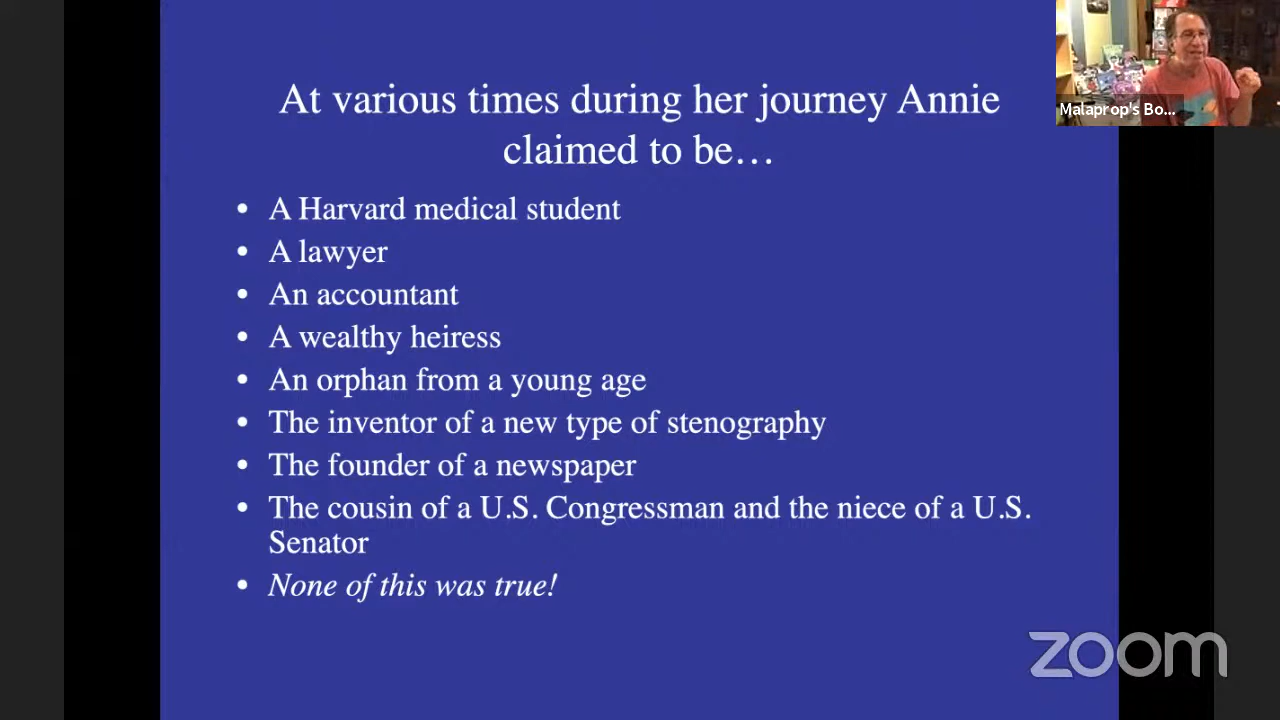 At various times during her journey Annie
claimed to be…
Malaprop's Bo...
• A Harvard medical student
• A lawyer
• An accountant
• A wealthy heiress
• An orphan from a young age
• The inventor of a new type of stenography
• The founder of a newspaper
• The cousin of a U.S. Congressman and the niece of a U.S.
Senator
• None of this was true!
zoom